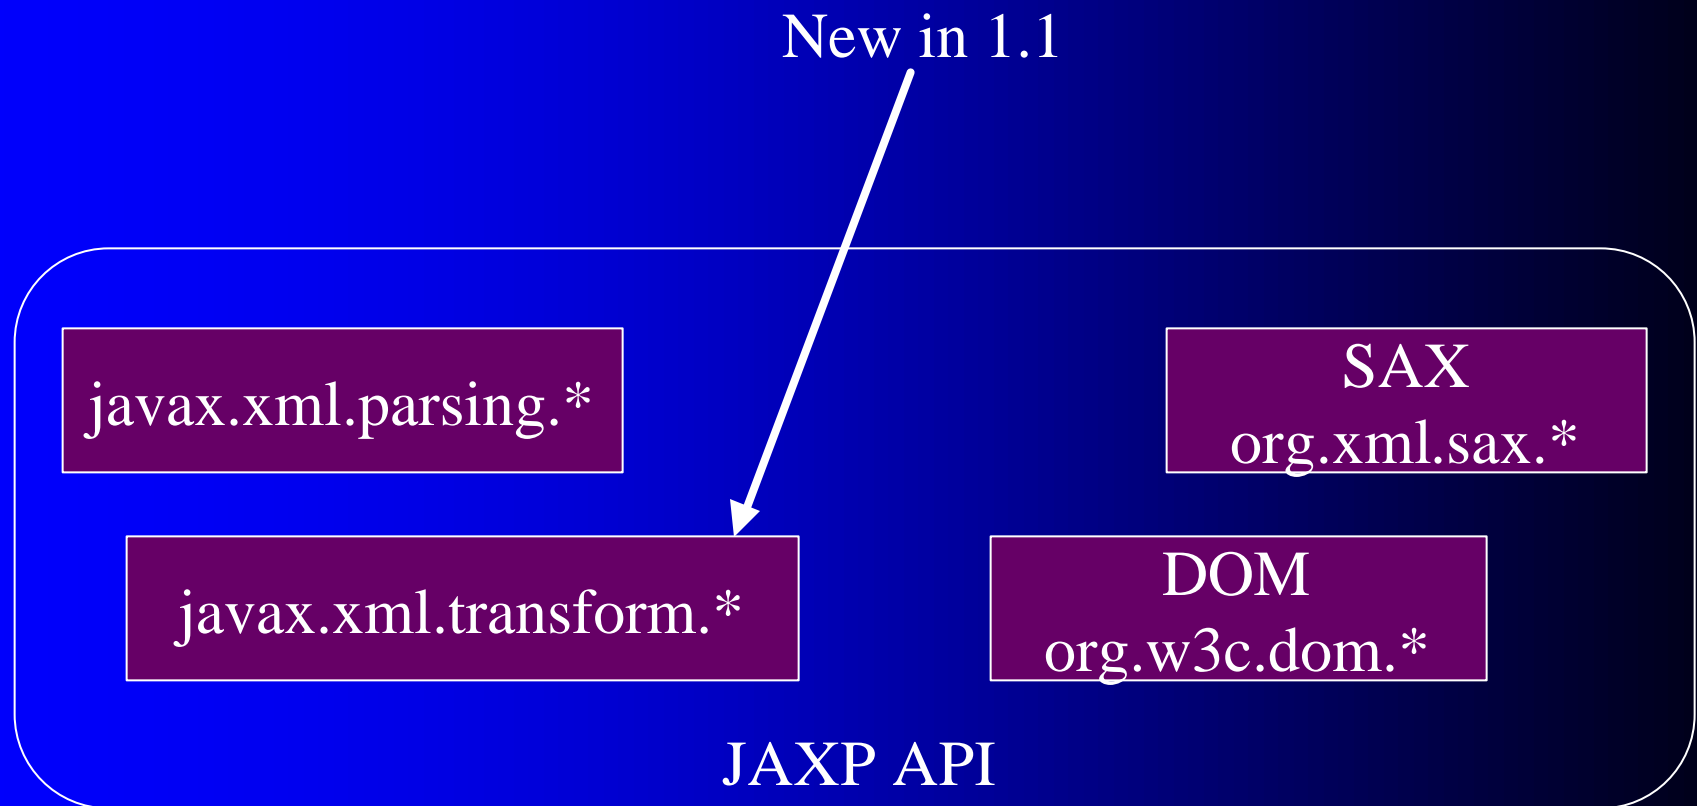 New in 1.1
javax.xml.parsing.*
SAX
org.xml.sax.*
javax.xml.transform.*
DOM
org.w3c.dom.*
JAXP API